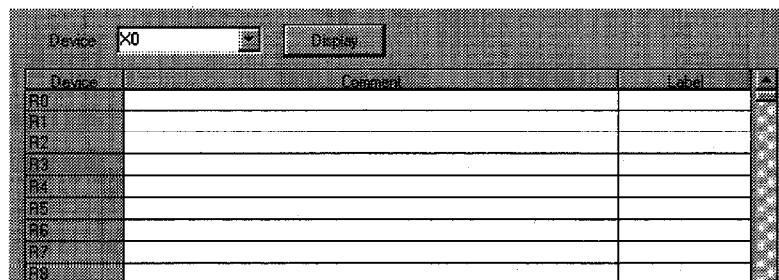 Device X0 Display
Device Comment Label
R0
R1
R2
R3
R4
R5
R6
R7
R8